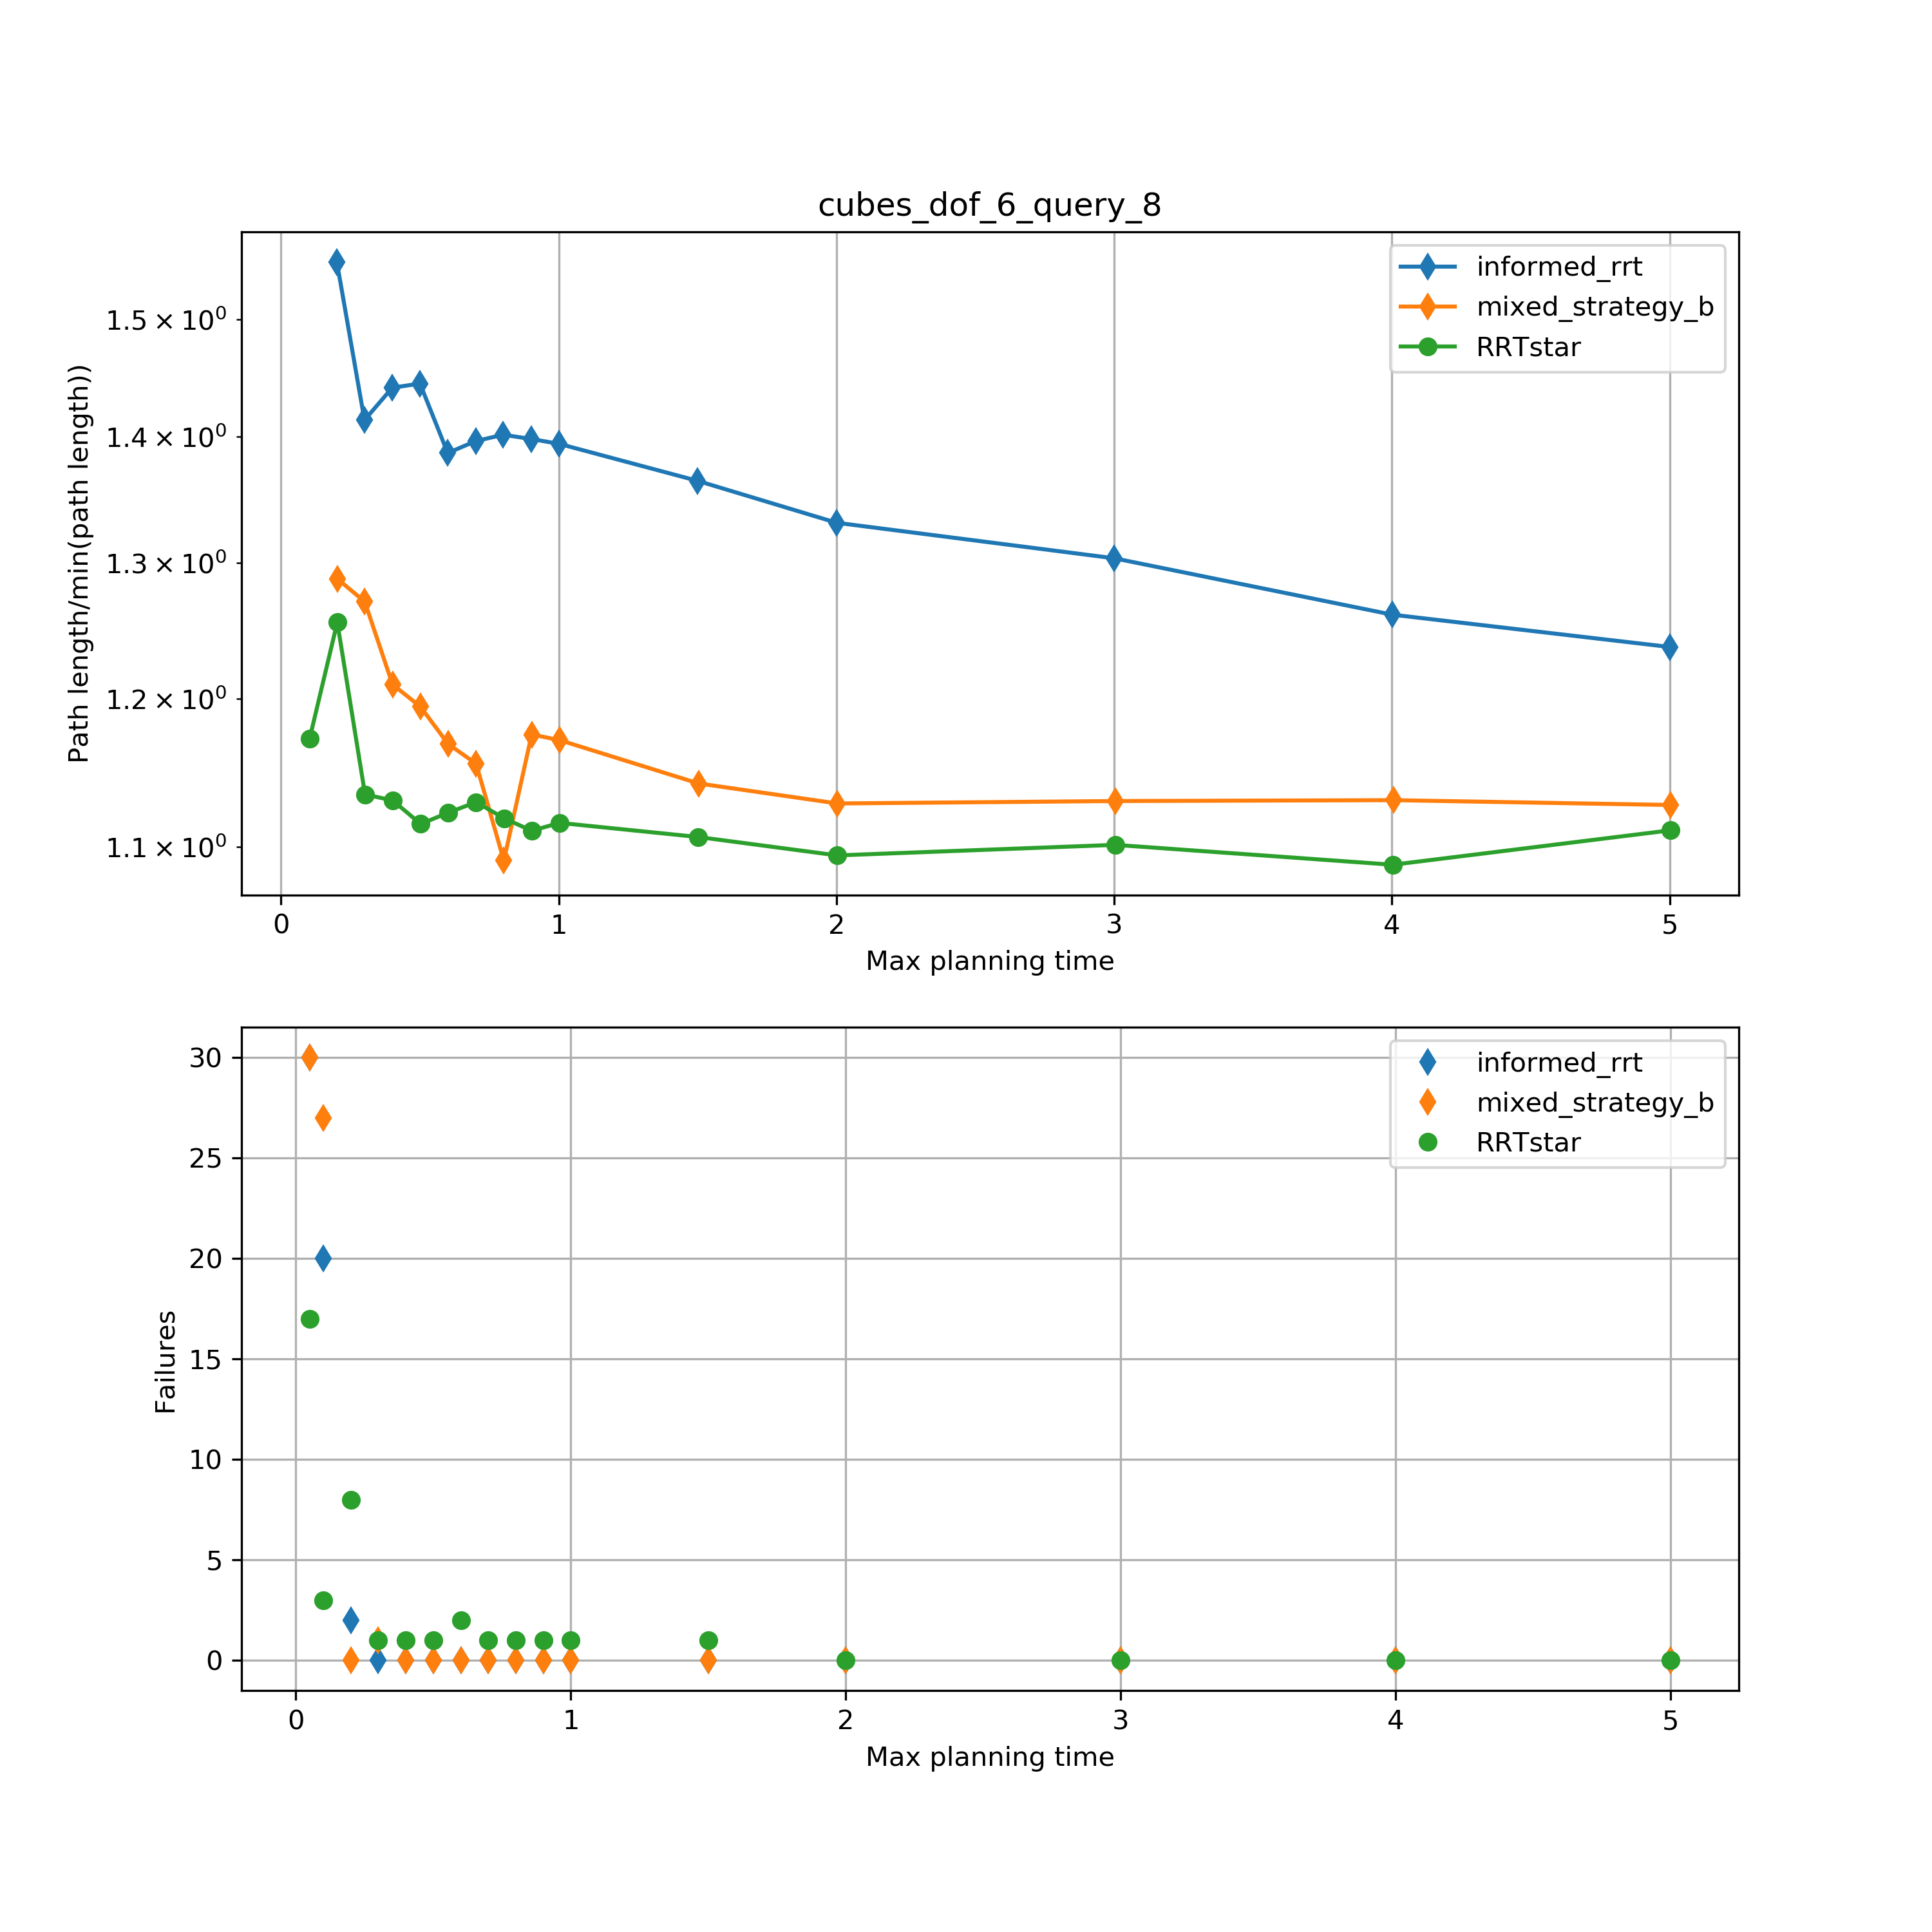 cubes_dof_6_query_8
Path length/min(path length))
1.5 × 10⁰
1.4 × 10⁰
1.3 × 10⁰
1.2 × 10⁰
1.1 × 10⁰
informed_rrt
mixed_strategy_b
RRTstar
0 1 2 3 4 5
Max planning time
Failures
30
25
20
15
10
5
0
informed_rrt
mixed_strategy_b
RRTstar
0 1 2 3 4 5
Max planning time